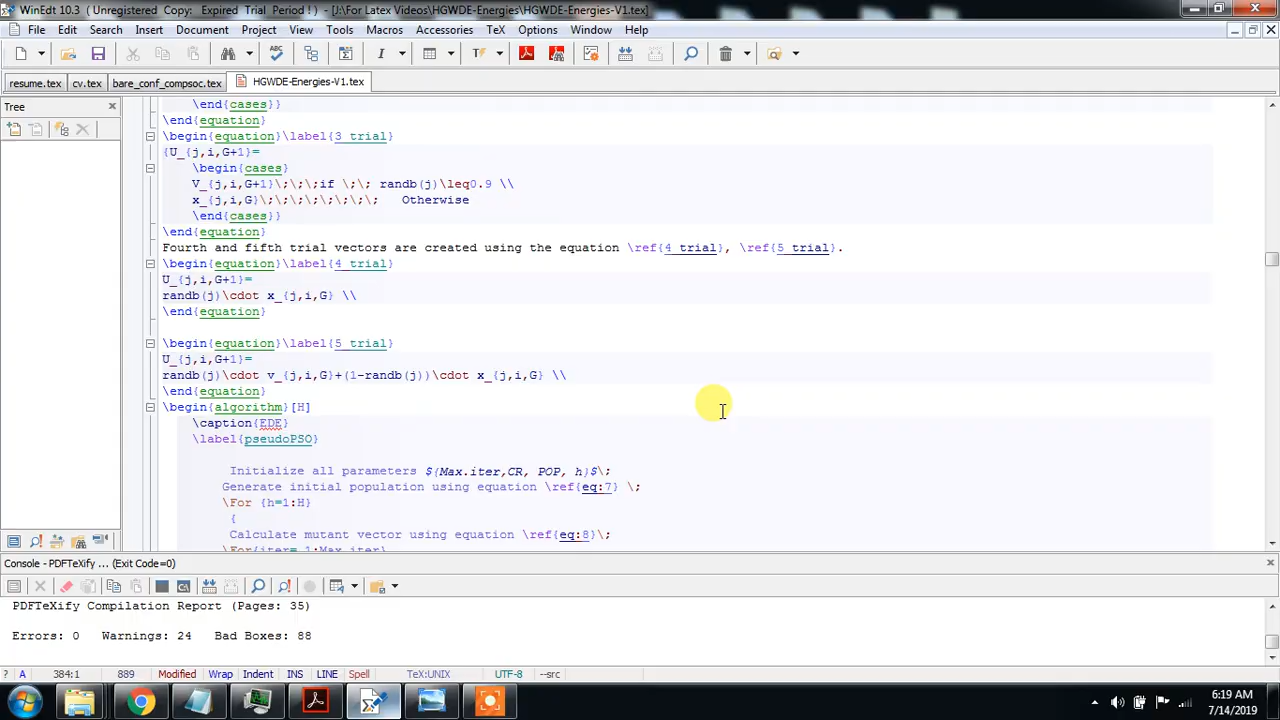 WinEdt 10.3 ( Unregistered Copy: Expired Trial Period ! ) - [J:\For Latex Videos\HGWDE-Energies\HGWDE-Energies-V1.tex]
File Edit Search Insert Document Project View Tools Macros Accessories TeX Options Window Help
resume.tex cv.tex bare_conf_compsoc.tex HGWDE-Energies-V1.tex
Tree
\end{cases}}
\end{equation}
\begin{equation}\label{3_trial}
{U_{j,i,G+1}=
\begin{cases}
V_{j,i,G+1}\;\;\;if \;\; randb(j)\leq0.9 \\
x_{j,i,G}\;\;\;\;\;\;\;\; Otherwise
\end{cases}}
\end{equation}
Fourth and fifth trial vectors are created using the equation \ref{4_trial}, \ref{5_trial}.
\begin{equation}\label{4_trial}
U_{j,i,G+1}=
randb(j)\cdot x_{j,i,G} \\
\end{equation}
\begin{equation}\label{5_trial}
U_{j,i,G+1}=
randb(j)\cdot v_{j,i,G}+(1-randb(j))\cdot x_{j,i,G} \\
\end{equation}
\begin{algorithm}[H]
\caption{EDE}
\label{pseudoPSO}
Initialize all parameters ${Max.iter,CR, POP, h}$\;
Generate initial population using equation \ref{eq:7} \;
\For {h=1:H}
{
Calculate mutant vector using equation \ref{eq:8}\;
\For{iter= 1:Max.iter}
Console - PDFTeXify ... (Exit Code=0)
PDFTeXify Compilation Report (Pages: 35)
Errors: 0 Warnings: 24 Bad Boxes: 88
? A 384:1 889 Modified Wrap Indent INS LINE Spell TeX:UNIX UTF-8 --src
6:19 AM
7/14/2019